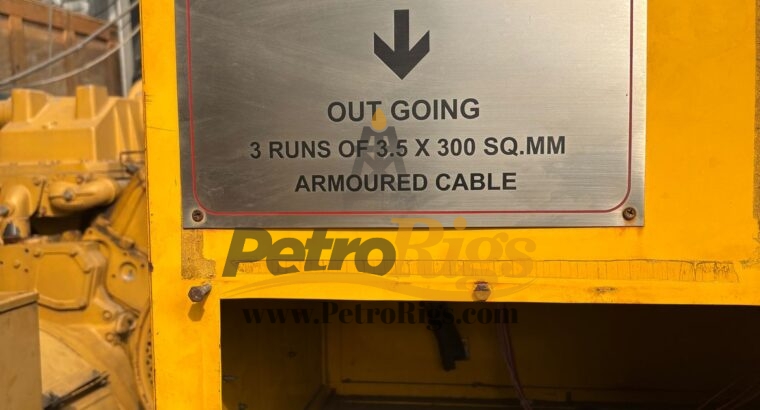 OUT GOING
3 RUNS OF 3.5 X 300 SQ.MM
ARMOURED CABLE
PetroRigs
www.PetroRigs.com